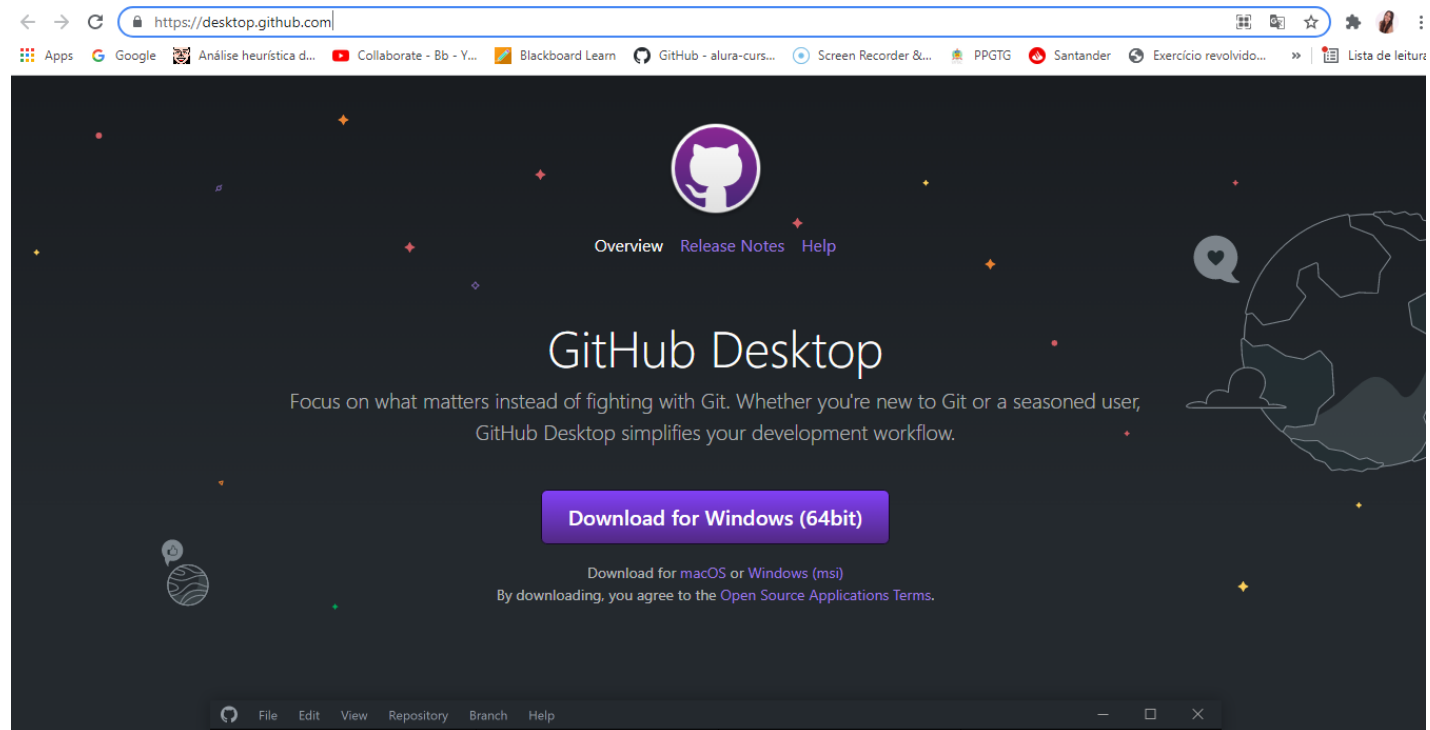 https://desktop.github.com
Apps Google Análise heurística d... Collaborate - Bb - Y... Blackboard Learn GitHub - alura-curs... Screen Recorder &... PPGTG Santander Exercício revolvido... » Lista de leitura
Overview Release Notes Help
GitHub Desktop
Focus on what matters instead of fighting with Git. Whether you're new to Git or a seasoned user,
GitHub Desktop simplifies your development workflow.
Download for Windows (64bit)
Download for macOS or Windows (msi)
By downloading, you agree to the Open Source Applications Terms.
File Edit View Repository Branch Help